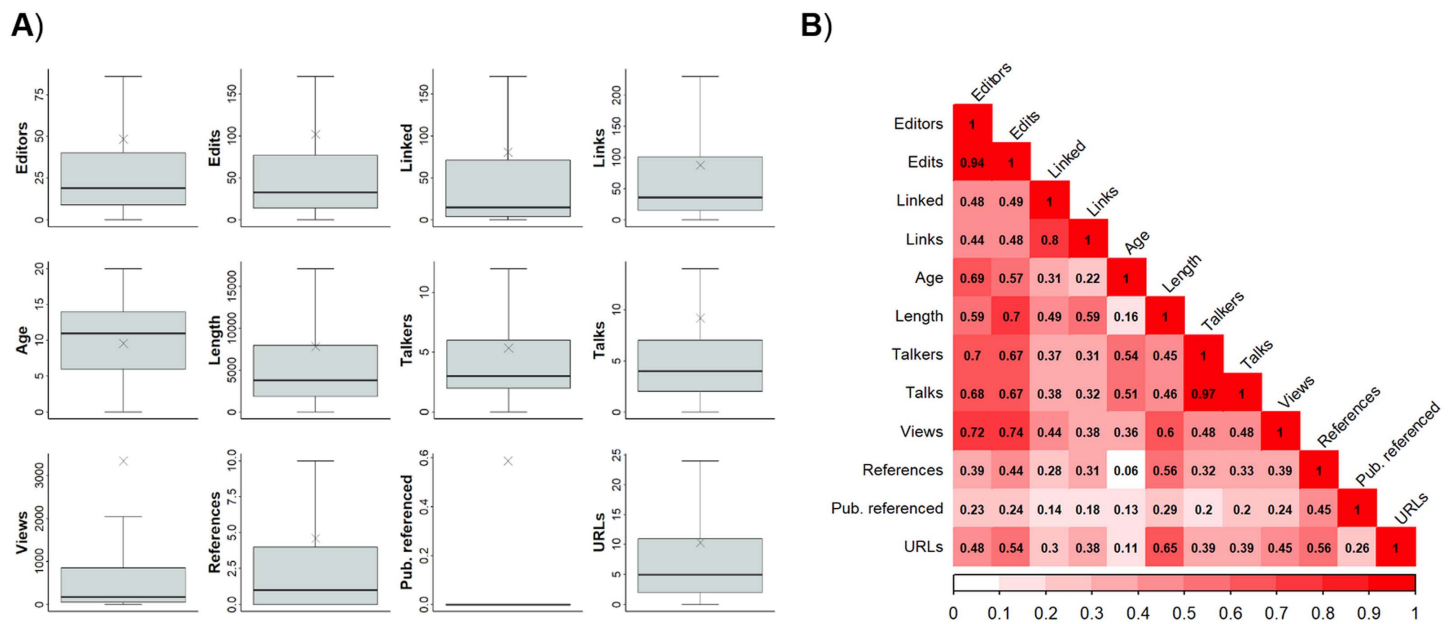 A) B)
Editors 0 25 50 75
Edits 0 50 100 150
Linked 0 50 100 150
Links 0 50 100 150 200
Age 0 5 10 15 20
Length 0 5000 10000 15000
Talkers 0 5 10
Talks 0 5 10
Views 0 1000 2000 3000
References 0.0 2.5 5.0 7.5 10.0
Pub. referenced 0.0 0.2 0.4 0.6
URLs 0 5 10 15 20 25
Editors Edits Linked Links Age Length Talkers Talks Views References Pub. referenced URLs
Editors 1
Edits 0.94 1
Linked 0.48 0.49 1
Links 0.44 0.48 0.8 1
Age 0.69 0.57 0.31 0.22 1
Length 0.59 0.7 0.49 0.59 0.16 1
Talkers 0.7 0.67 0.37 0.31 0.54 0.45 1
Talks 0.68 0.67 0.38 0.32 0.51 0.46 0.97 1
Views 0.72 0.74 0.44 0.38 0.36 0.6 0.48 0.48 1
References 0.39 0.44 0.28 0.31 0.06 0.56 0.32 0.33 0.39 1
Pub. referenced 0.23 0.24 0.14 0.18 0.13 0.29 0.2 0.2 0.24 0.45 1
URLs 0.48 0.54 0.3 0.38 0.11 0.65 0.39 0.39 0.45 0.56 0.26 1
0 0.1 0.2 0.3 0.4 0.5 0.6 0.7 0.8 0.9 1